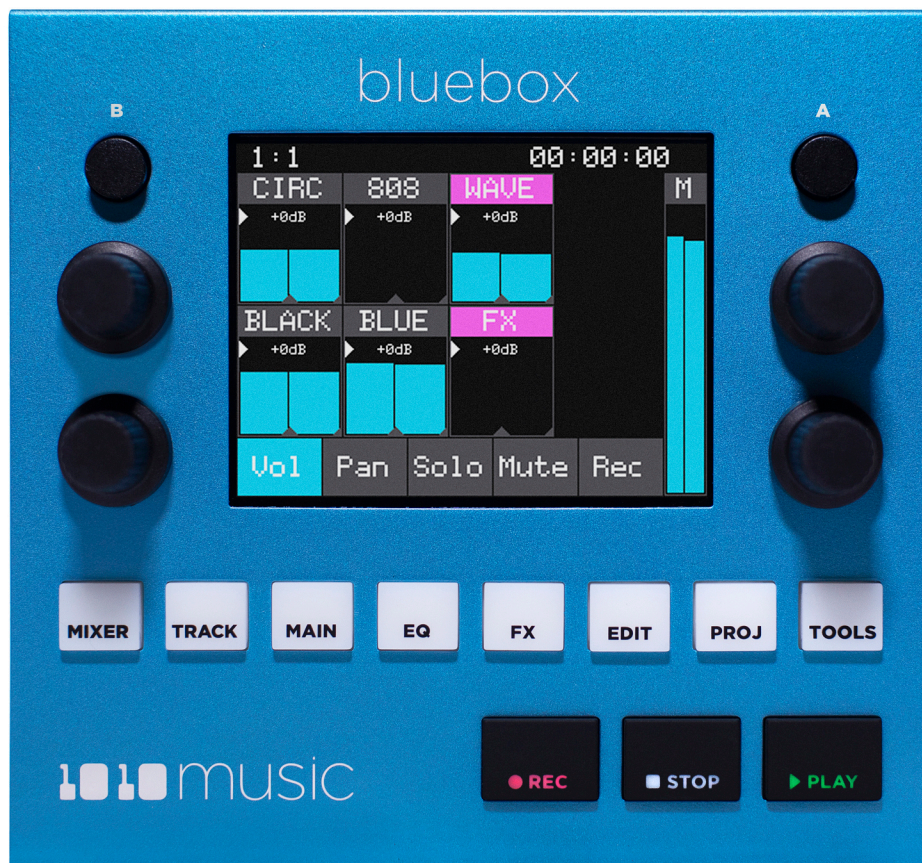 bluebox
B
A
1:1 00:00:00
CIRC 808 WAVE M
+0dB +0dB +0dB
BLACK BLUE FX
+0dB +0dB +0dB
Vol Pan Solo Mute Rec
MIXER TRACK MAIN EQ FX EDIT PROJ TOOLS
1010music
REC STOP PLAY